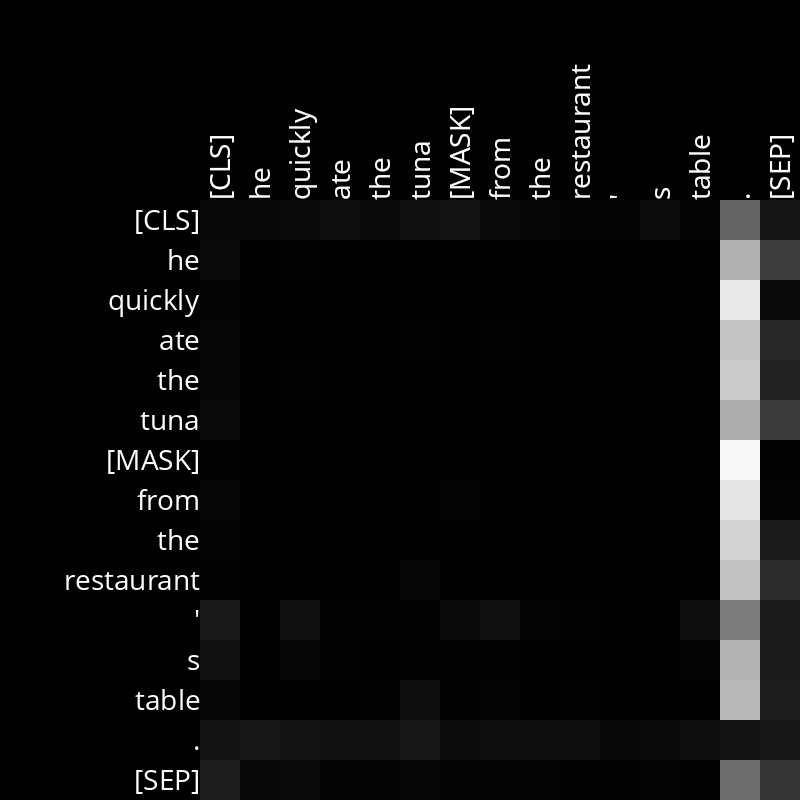 [CLS] he quickly ate the tuna [MASK] from the restaurant ' s table . [SEP]
[CLS]
he
quickly
ate
the
tuna
[MASK]
from
the
restaurant
'
s
table
.
[SEP]